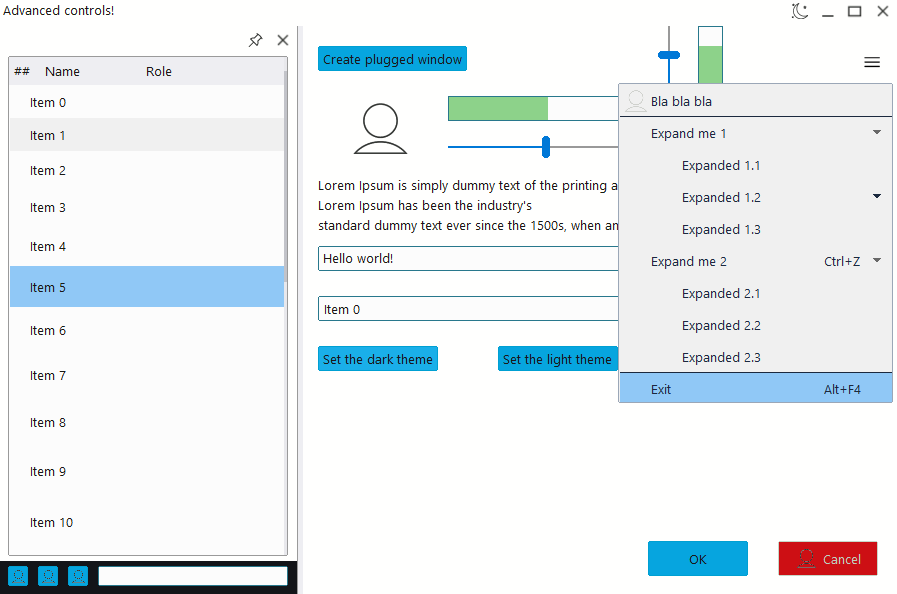 Advanced controls!
## Name Role
Item 0
Item 1
Item 2
Item 3
Item 4
Item 5
Item 6
Item 7
Item 8
Item 9
Item 10
Create plugged window
Lorem Ipsum is simply dummy text of the printing a
Lorem Ipsum has been the industry's
standard dummy text ever since the 1500s, when an
Hello world!
Item 0
Set the dark theme
Set the light theme
Bla bla bla
Expand me 1
Expanded 1.1
Expanded 1.2
Expanded 1.3
Expand me 2 Ctrl+Z
Expanded 2.1
Expanded 2.2
Expanded 2.3
Exit Alt+F4
OK
Cancel